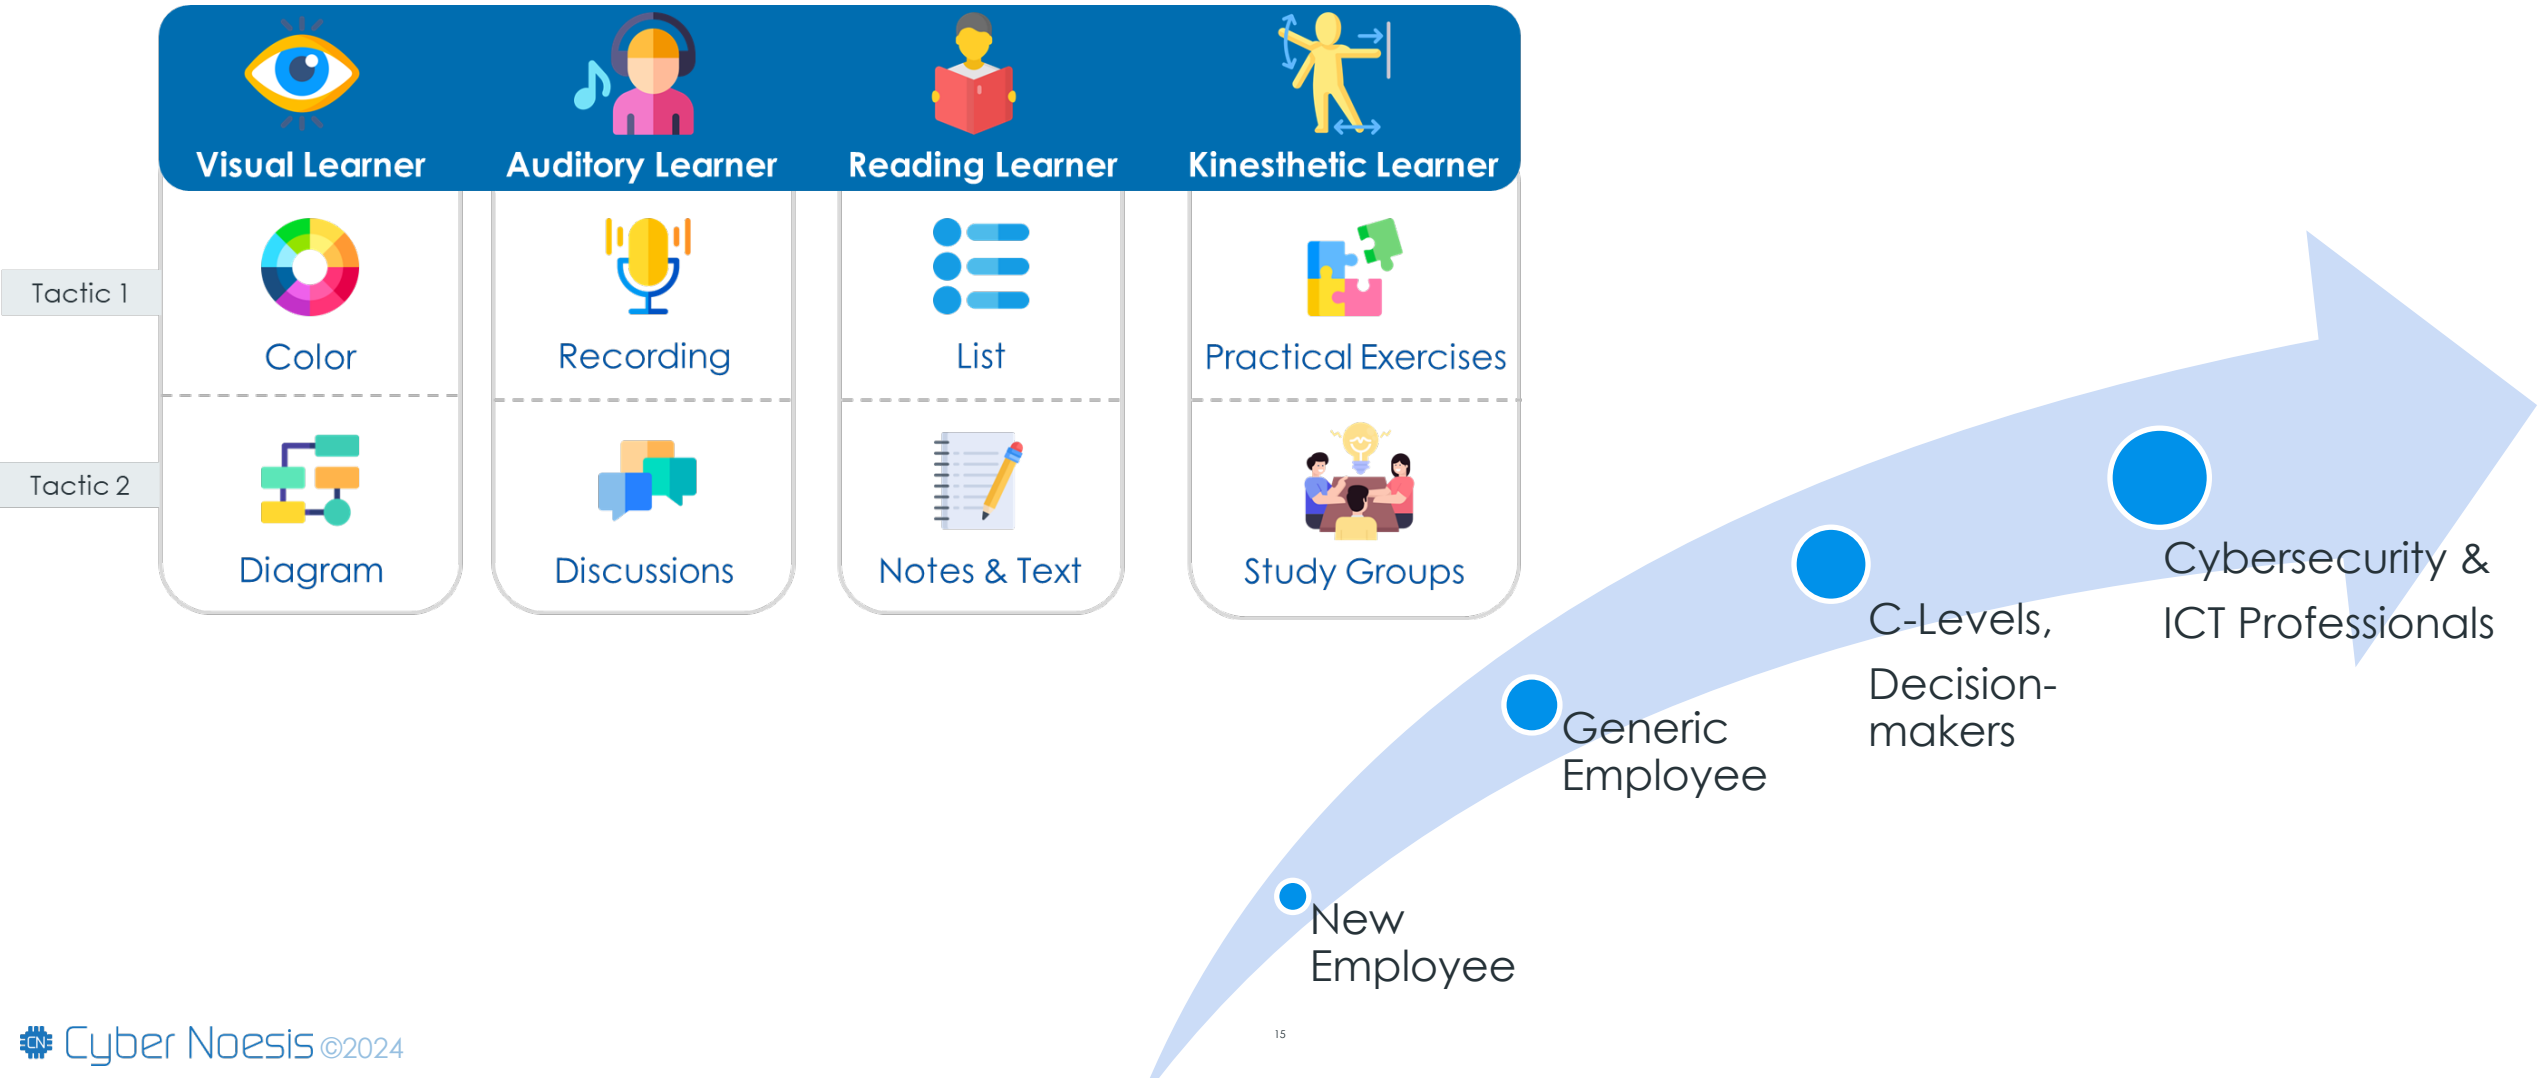 Visual Learner
Auditory Learner
Reading Learner
Kinesthetic Learner
Tactic 1
Color
Recording
List
Practical Exercises
Tactic 2
Diagram
Discussions
Notes & Text
Study Groups
Cybersecurity &
ICT Professionals
C-Levels,
Decision-
makers
Generic
Employee
New
Employee
CN Cyber Noesis ©2024
15